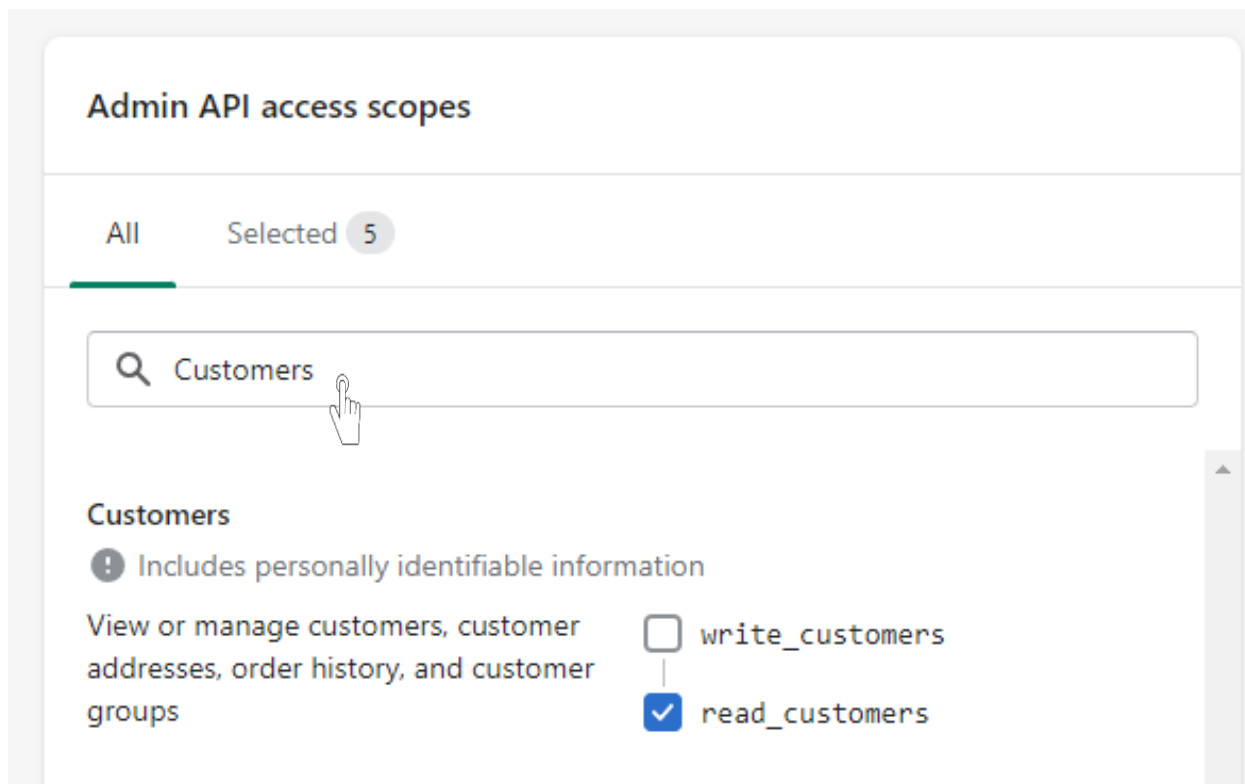 Admin API access scopes
All Selected 5
Customers
Customers
Includes personally identifiable information
View or manage customers, customer
addresses, order history, and customer
groups
write_customers
read_customers